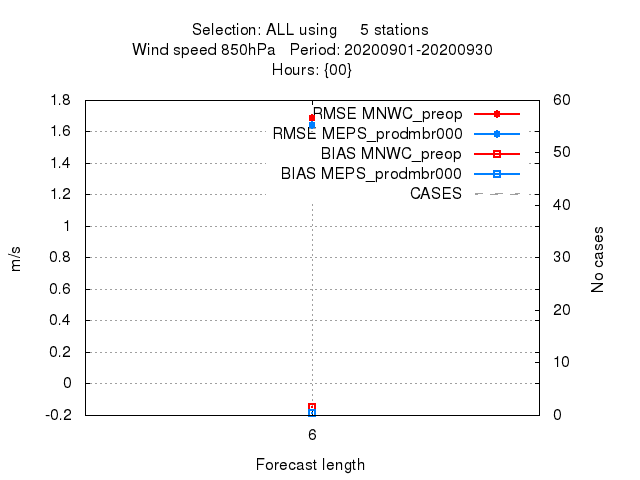 Selection: ALL using 5 stations
Wind speed 850hPa Period: 20200901-20200930
Hours: {00}
1.8
1.6
1.4
1.2
1
0.8
0.6
0.4
0.2
0
-0.2
m/s
RMSE MNWC_preop
RMSE MEPS_prodmbr000
BIAS MNWC_preop
BIAS MEPS_prodmbr000
CASES
60
50
40
30
20
10
0
No cases
6
Forecast length